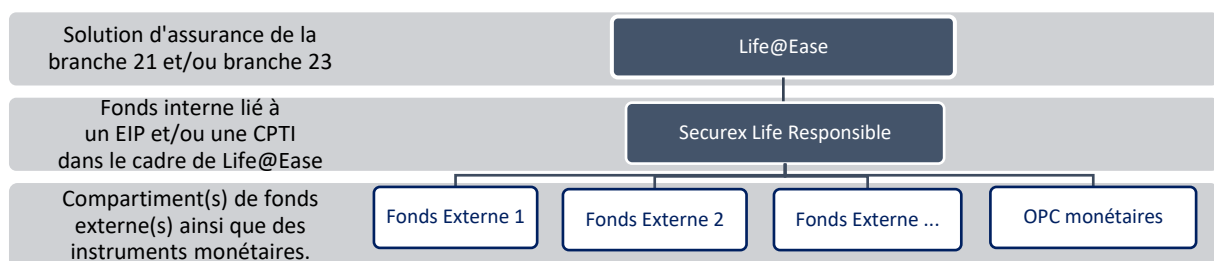 Solution d'assurance de la
branche 21 et/ou branche 23
Life@Ease
Fonds interne lié à
un EIP et/ou une CPTI
dans le cadre de Life@Ease
Securex Life Responsible
Compartiment(s) de fonds
externe(s) ainsi que des
instruments monétaires.
Fonds Externe 1
Fonds Externe 2
Fonds Externe ...
OPC monétaires